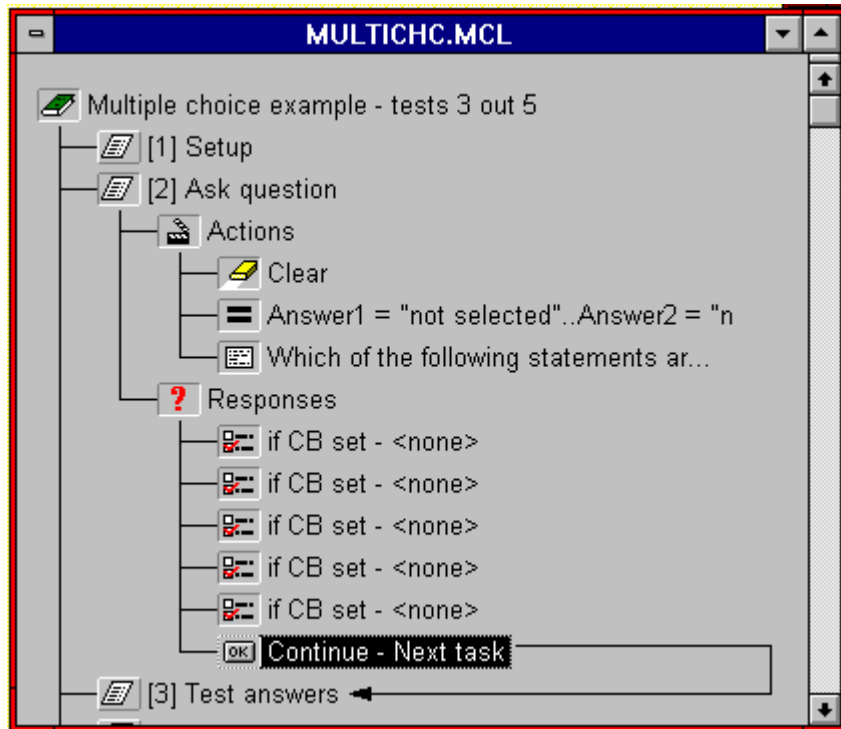 MULTICHC.MCL
Multiple choice example - tests 3 out 5
[1] Setup
[2] Ask question
Actions
Clear
Answer1 = "not selected"..Answer2 = "n
Which of the following statements ar...
? Responses
if CB set - <none>
if CB set - <none>
if CB set - <none>
if CB set - <none>
if CB set - <none>
OK Continue - Next task
[3] Test answers